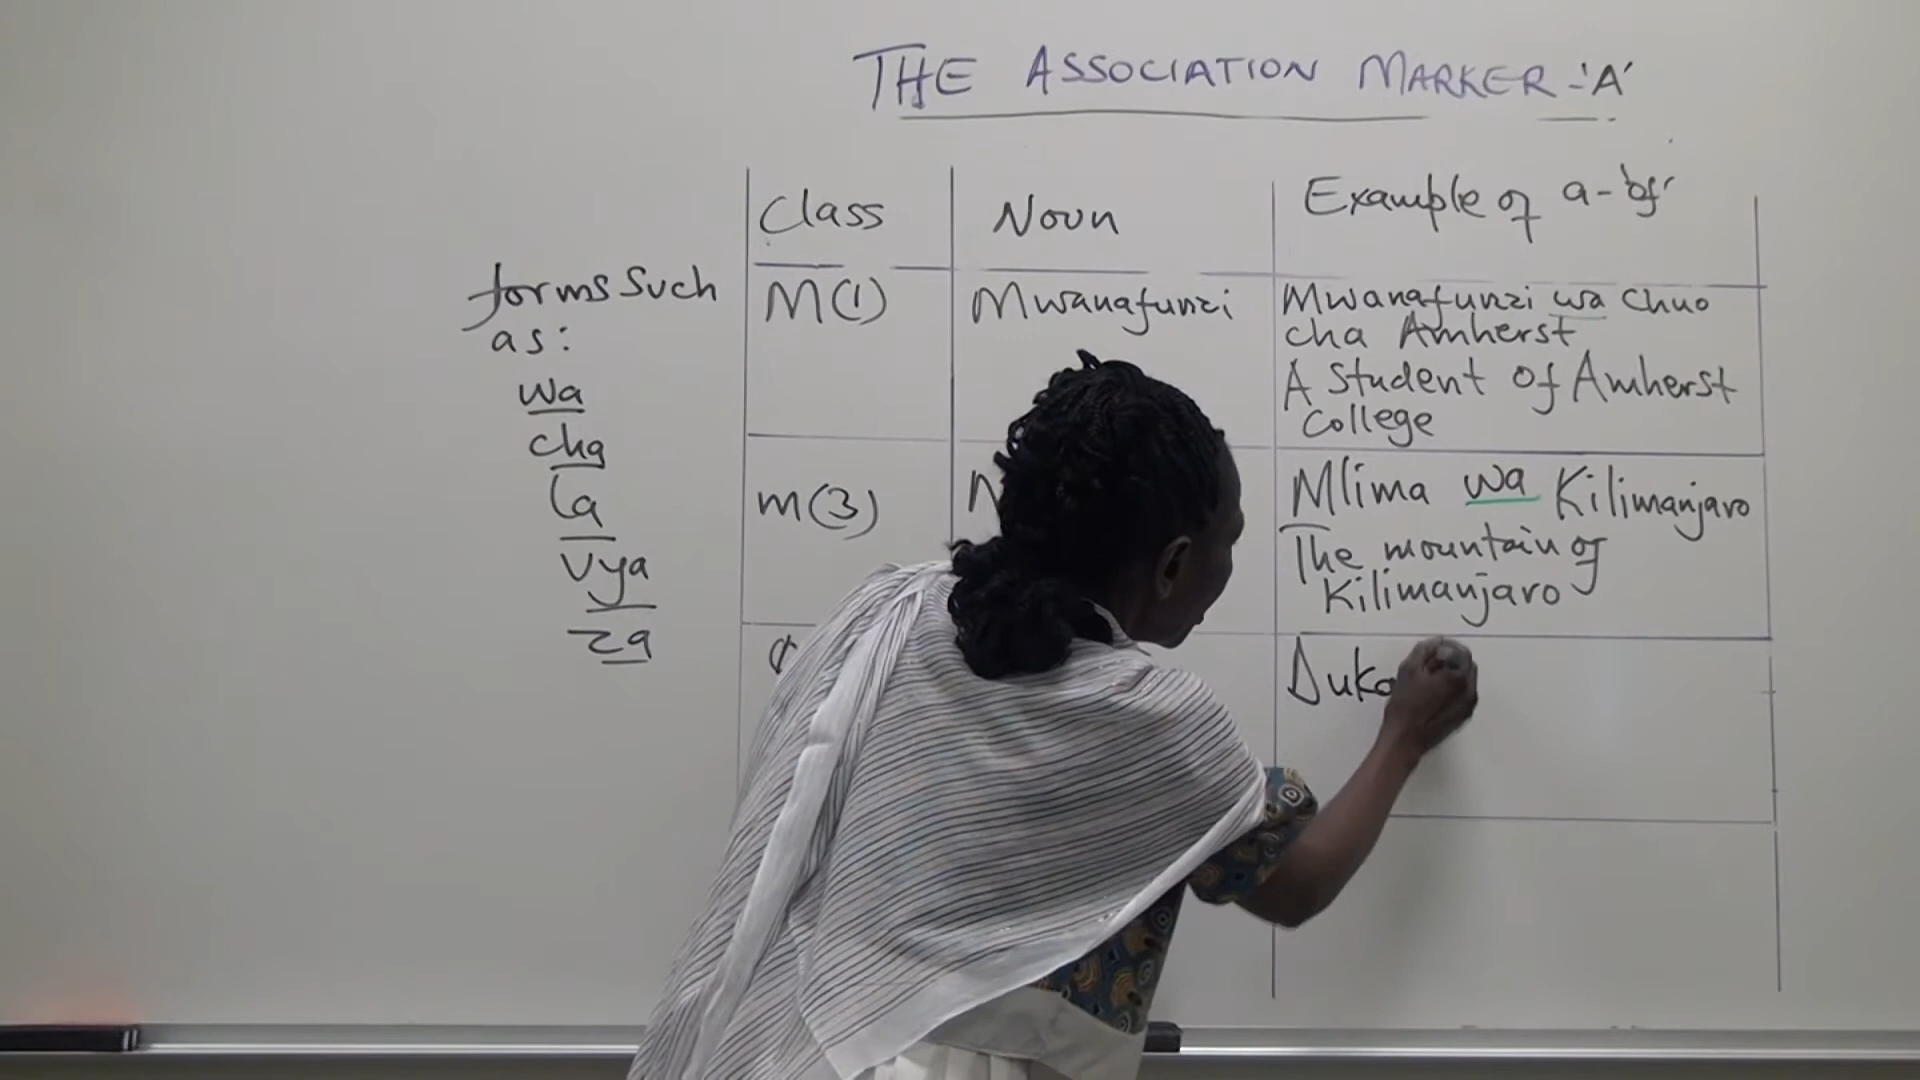 THE ASSOCIATION MARKER -'A'
Class
Noun
Example of a- 'of'
forms such
as:
wa
cha
la
vya
za
M(1)
Mwanafunzi
Mwanafunzi wa Chuo
cha Amherst
A Student of Amherst
College
m(3)
Mlima wa Kilimanjaro
The mountain of
Kilimanjaro
Duka